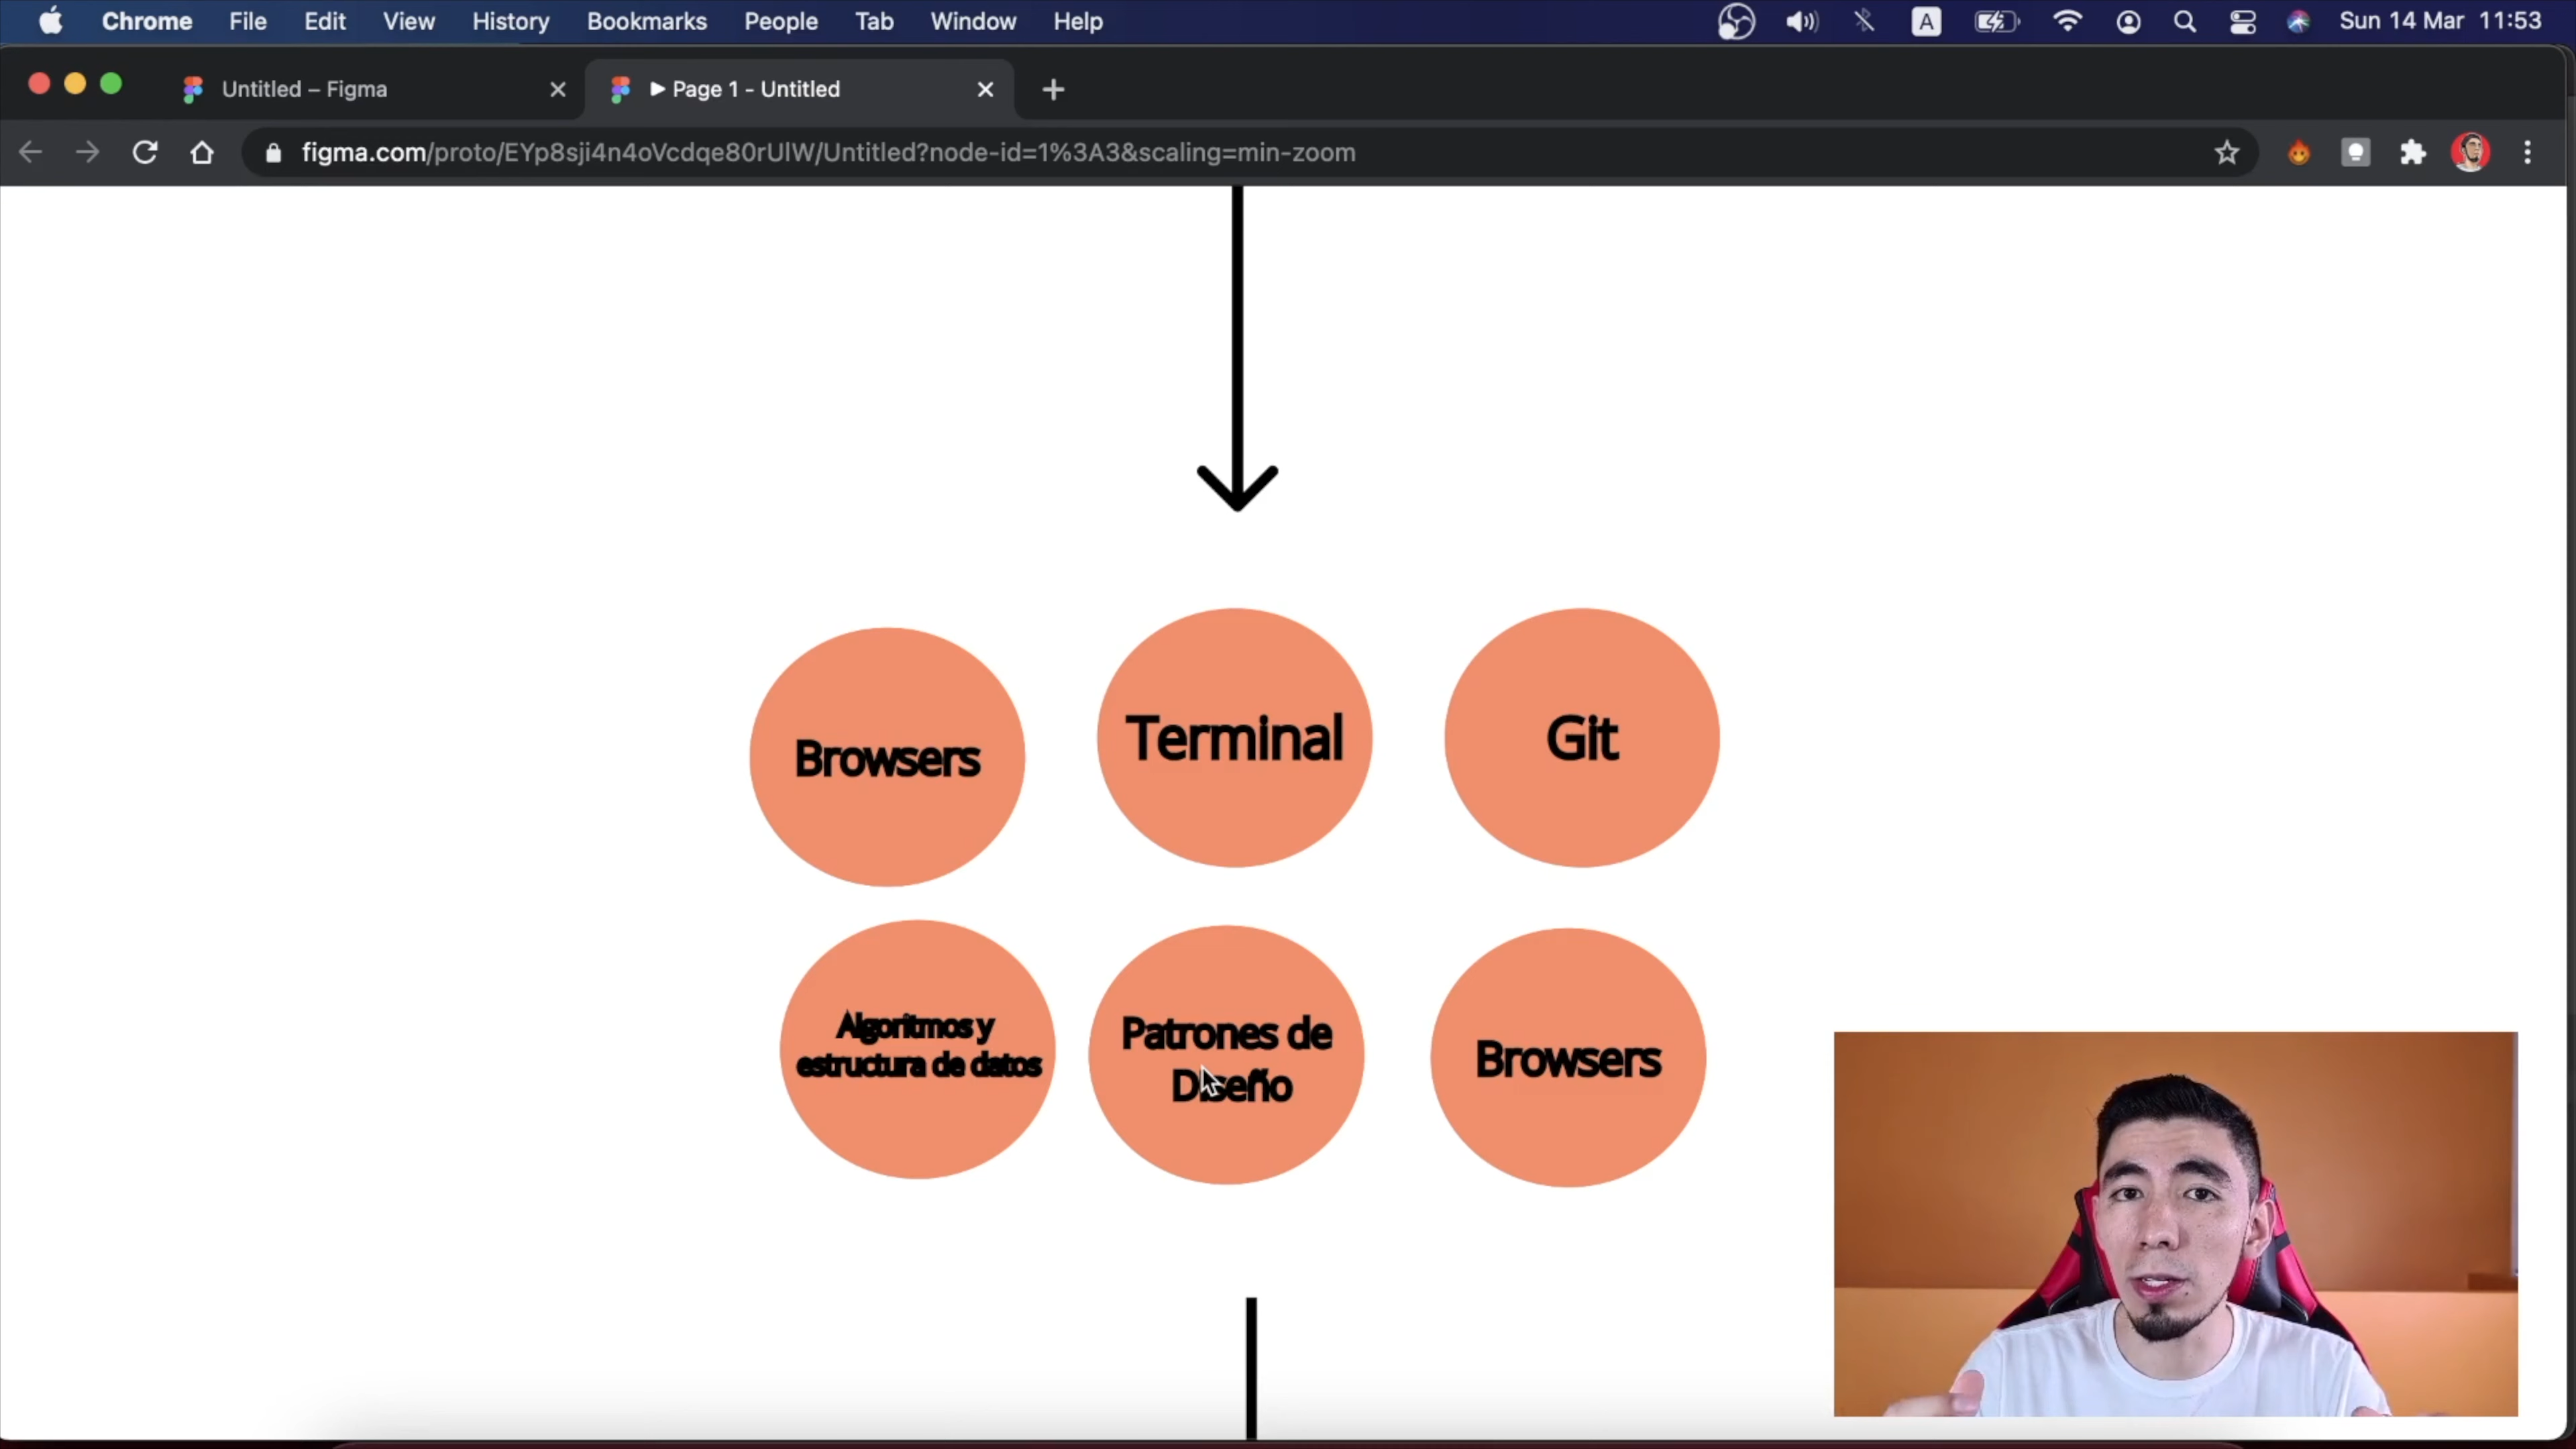 Chrome File Edit View History Bookmarks People Tab Window Help A Sun 14 Mar 11:53
Untitled – Figma ▶ Page 1 - Untitled
figma.com/proto/EYp8sji4n4oVcdqe80rUIW/Untitled?node-id=1%3A3&scaling=min-zoom
Browsers
Terminal
Git
Algoritmos y
estructura de datos
Patrones de
Diseño
Browsers